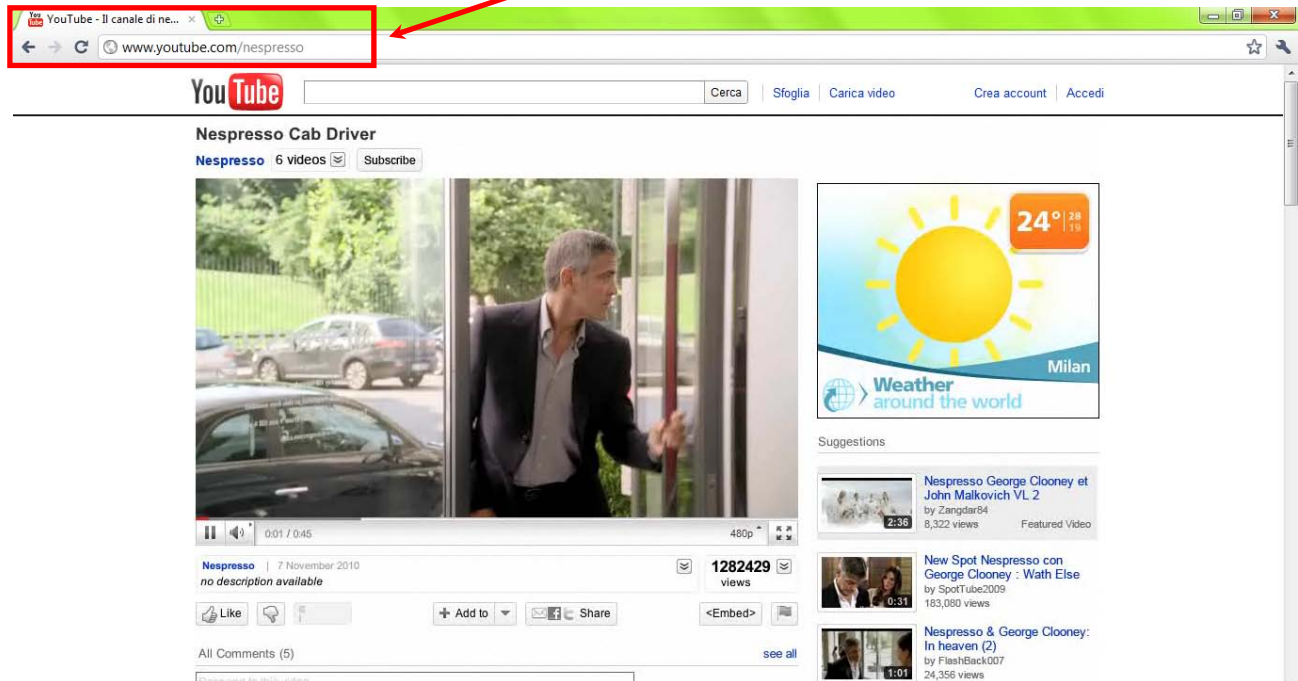 YouTube - Il canale di ne...
www.youtube.com/nespresso
You Tube
Cerca
Sfoglia
Carica video
Crea account
Accedi
Nespresso Cab Driver
Nespresso 6 videos Subscribe
0:01 / 0:45
480p
Nespresso | 7 November 2010
no description available
1282429
views
Like
Add to
Share
<Embed>
All Comments (5)
see all
24° 28
19
Milan
Weather
around the world
Suggestions
2:36
Nespresso George Clooney et
John Malkovich VL 2
by Zangdar84
8,322 views Featured Video
0:31
New Spot Nespresso con
George Clooney : Wath Else
by SpotTube2009
183,080 views
1:01
Nespresso & George Clooney:
In heaven (2)
by FlashBack007
24,356 views